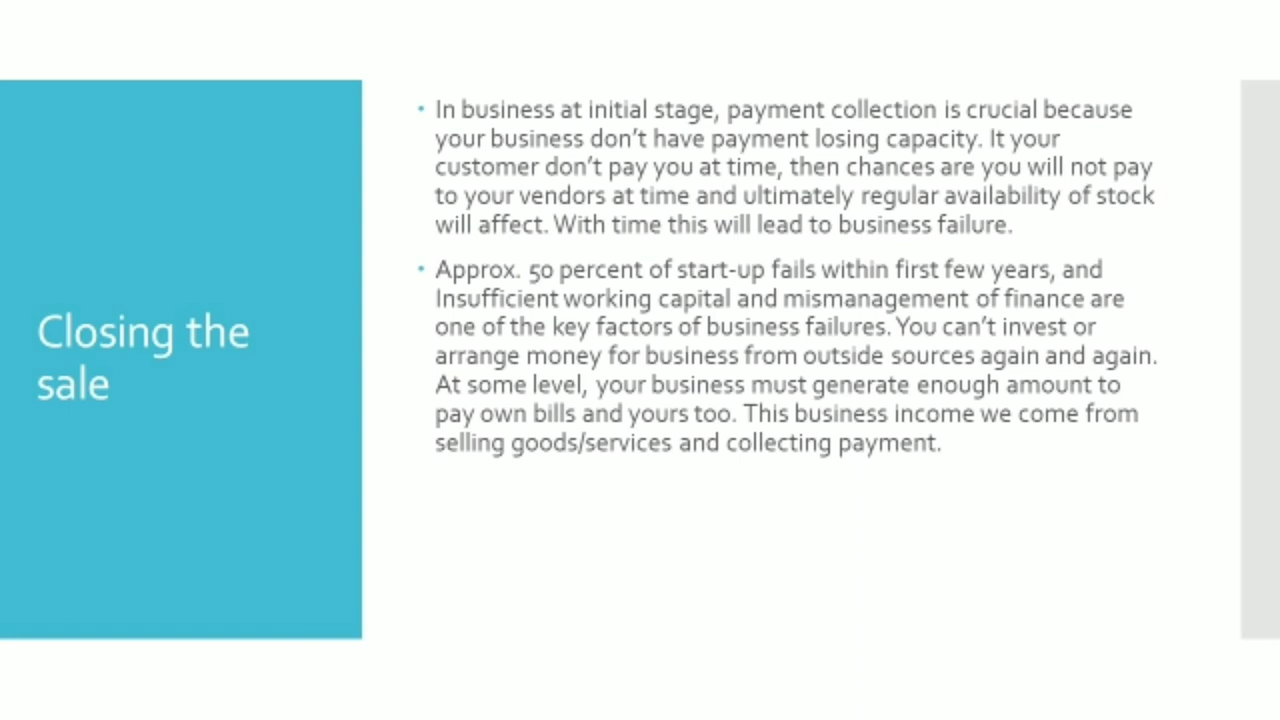 Closing the
sale
• In business at initial stage, payment collection is crucial because
your business don't have payment losing capacity. It your
customer don't pay you at time, then chances are you will not pay
to your vendors at time and ultimately regular availability of stock
will affect. With time this will lead to business failure.
• Approx. 50 percent of start-up fails within first few years, and
Insufficient working capital and mismanagement of finance are
one of the key factors of business failures. You can't invest or
arrange money for business from outside sources again and again.
At some level, your business must generate enough amount to
pay own bills and yours too. This business income we come from
selling goods/services and collecting payment.